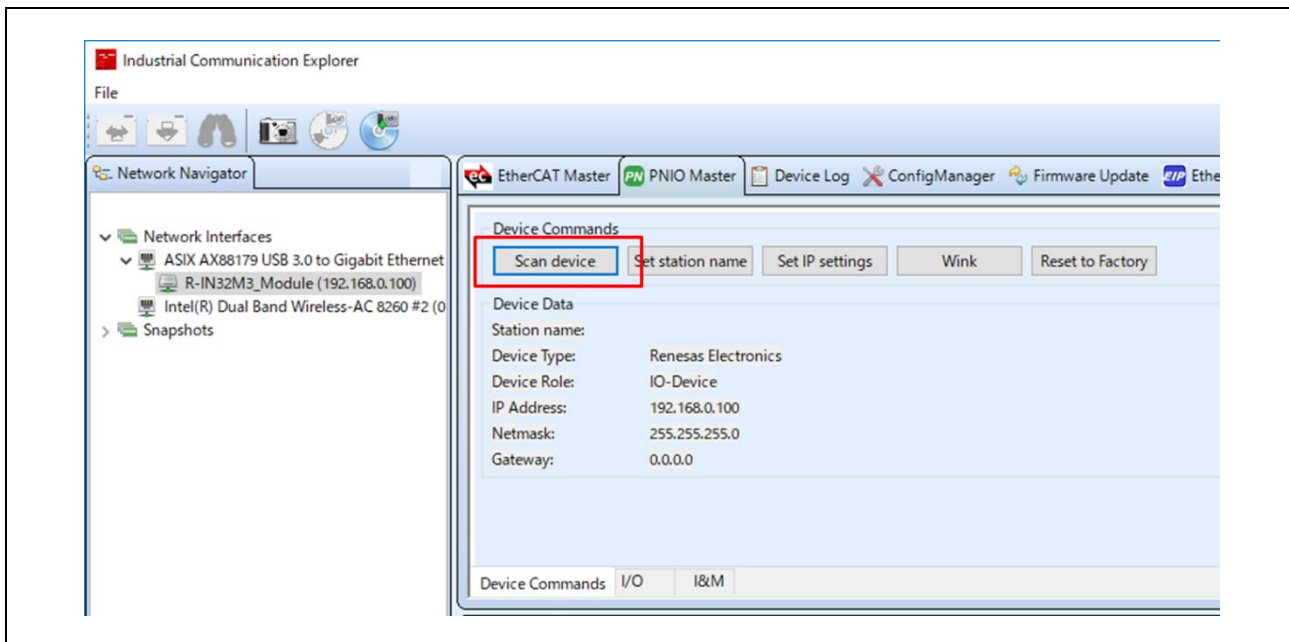 Industrial Communication Explorer
File
Network Navigator
Network Interfaces
ASIX AX88179 USB 3.0 to Gigabit Ethernet
R-IN32M3_Module (192.168.0.100)
Intel(R) Dual Band Wireless-AC 8260 #2 (0
Snapshots
EtherCAT Master PNIO Master Device Log ConfigManager Firmware Update EIP Ethe
Device Commands
Scan device Set station name Set IP settings Wink Reset to Factory
Device Data
Station name:
Device Type: Renesas Electronics
Device Role: IO-Device
IP Address: 192.168.0.100
Netmask: 255.255.255.0
Gateway: 0.0.0.0
Device Commands I/O I&M